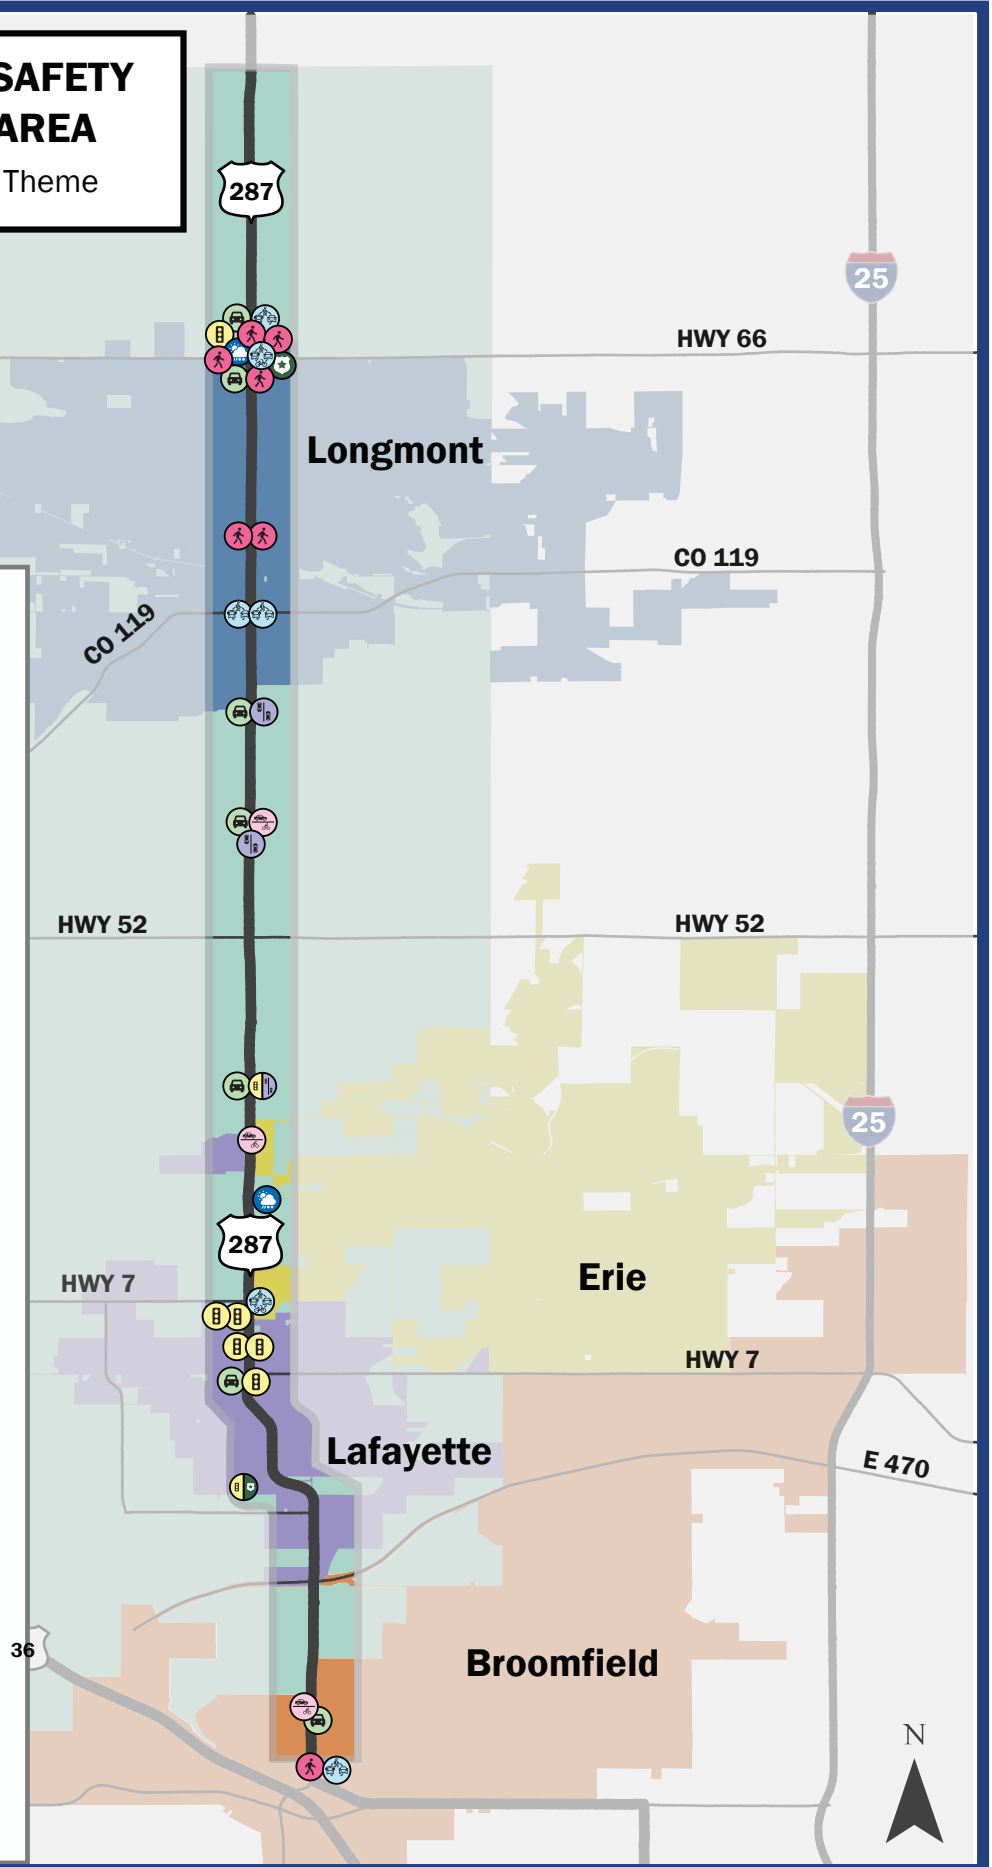 SAFETY
AREA
Theme
287
25
HWY 66
Longmont
CO 119
CO 119
HWY 52
HWY 52
25
287
HWY 7
Erie
HWY 7
Lafayette
E 470
36
Broomfield
N